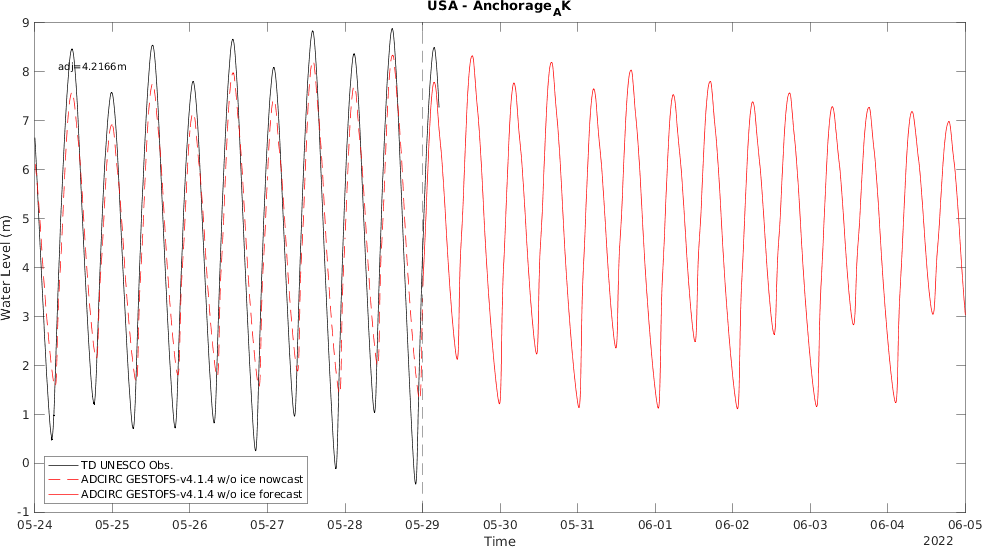 USA - Anchorage_AK
9
adj=4.2166m
8
7
6
5
4
3
2
1
0
-1
Water Level (m)
TD UNESCO Obs.
ADCIRC GESTOFS-v4.1.4 w/o ice nowcast
ADCIRC GESTOFS-v4.1.4 w/o ice forecast
05-24 05-25 05-26 05-27 05-28 05-29 05-30 05-31 06-01 06-02 06-03 06-04 06-05
Time
2022